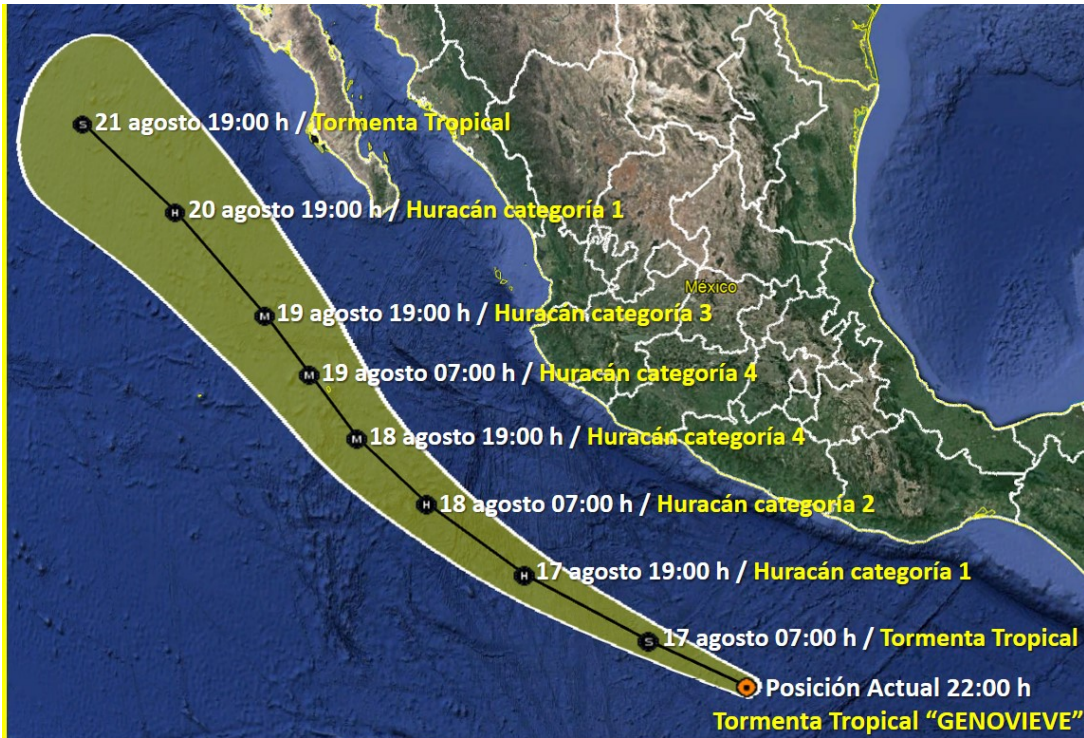 21 agosto 19:00 h / Tormenta Tropical
S
20 agosto 19:00 h / Huracán categoría 1
H
México
19 agosto 19:00 h / Huracán categoría 3
M
19 agosto 07:00 h / Huracán categoría 4
M
18 agosto 19:00 h / Huracán categoría 4
M
18 agosto 07:00 h / Huracán categoría 2
H
17 agosto 19:00 h / Huracán categoría 1
H
17 agosto 07:00 h / Tormenta Tropical
S
Posición Actual 22:00 h
Tormenta Tropical “GENOVIEVE”